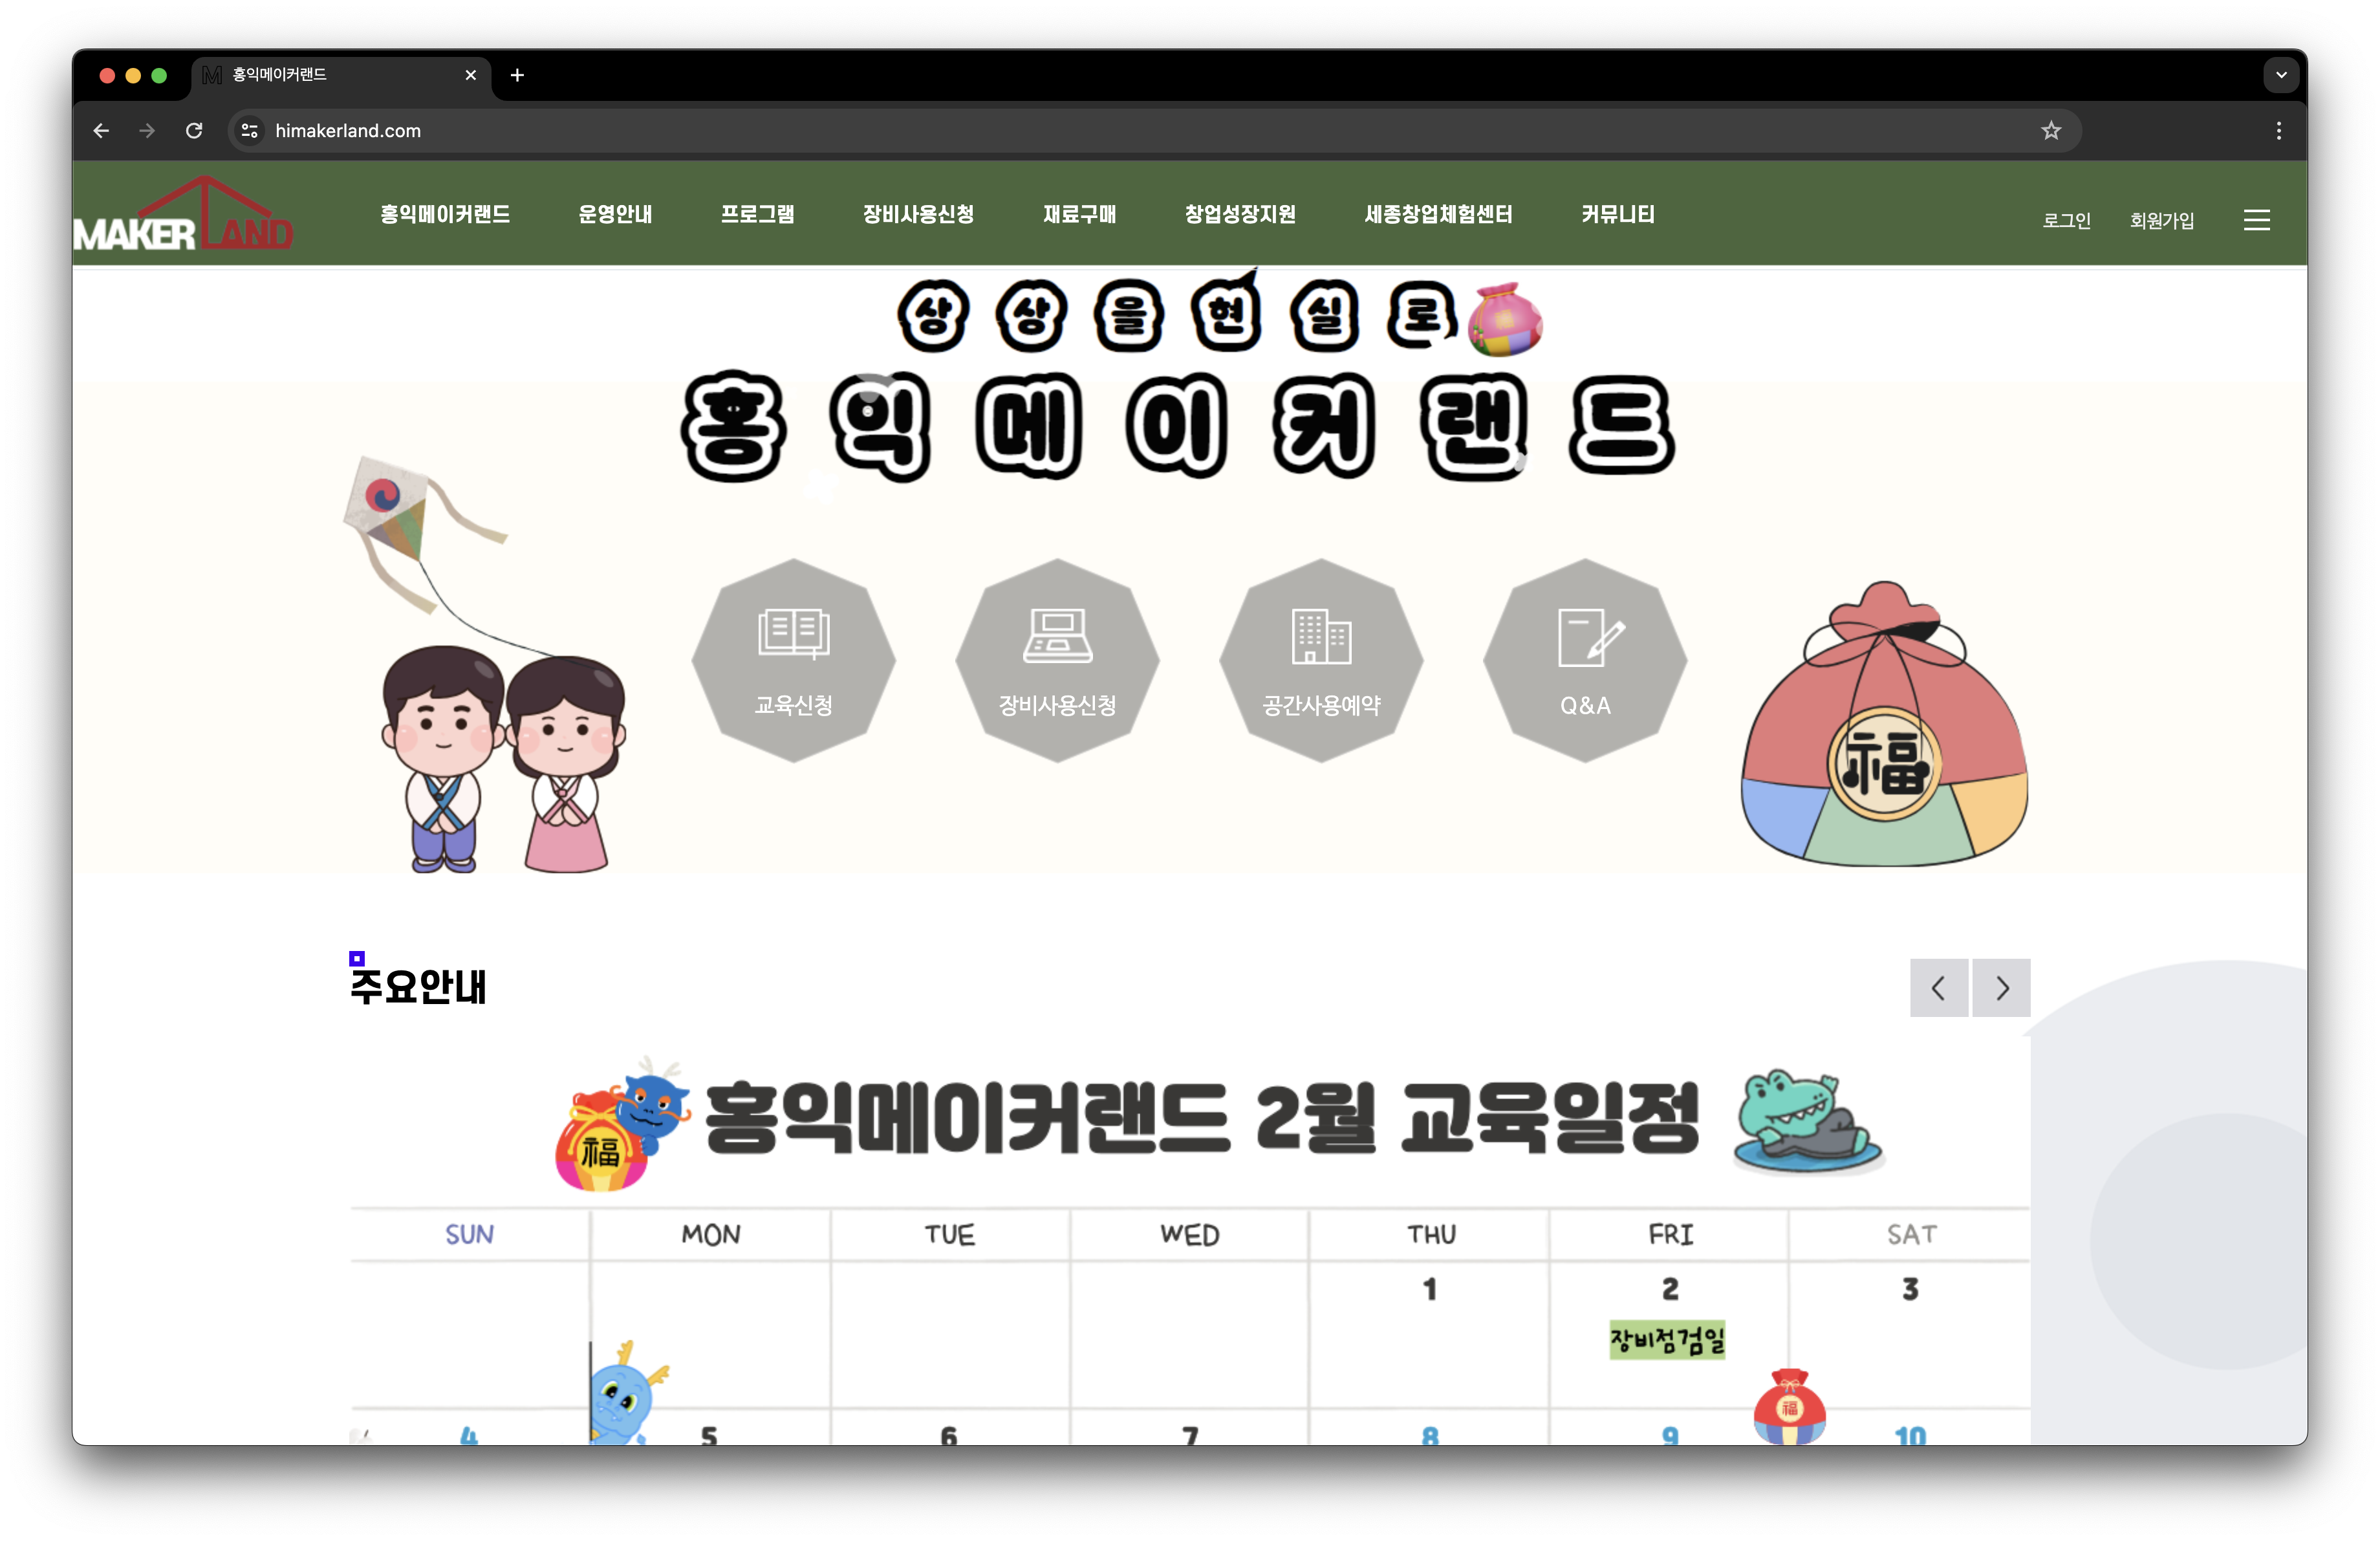 홍익메이커랜드
himakerland.com
MAKER LAND
홍익메이커랜드 운영안내 프로그램 장비사용신청 재료구매 창업성장지원 세종창업체험센터 커뮤니티
로그인 회원가입
상상을현실로
홍익메이커랜드
교육신청 장비사용신청 공간사용예약 Q&A
福
주요안내
福
홍익메이커랜드 2월 교육일정
SUN MON TUE WED THU FRI SAT
1 2 3
장비점검일
福
4 5 6 7 8 9 10